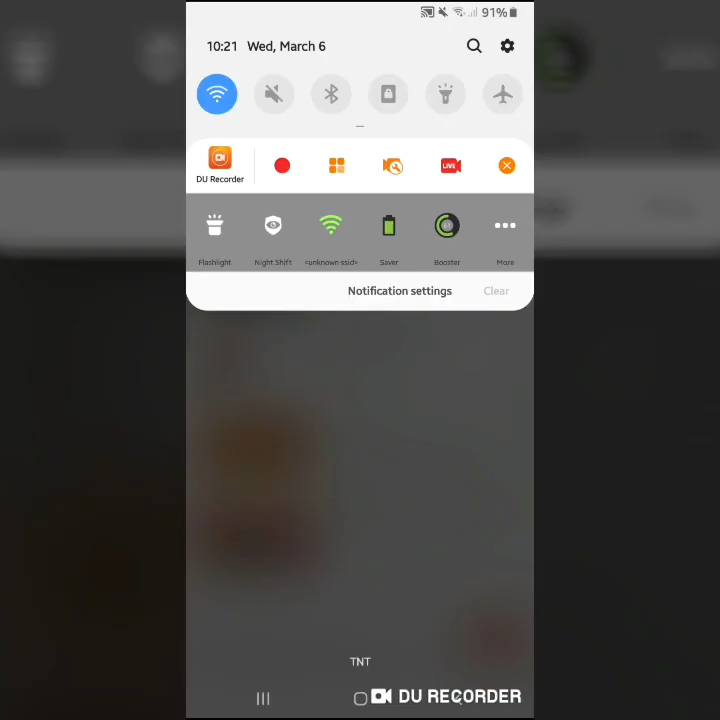 91%
10:21 Wed, March 6
DU Recorder
LIVE
Flashlight
Night Shift
<unknown ssid>
Saver
Booster
More
Notification settings
Clear
TNT
DU RECORDER